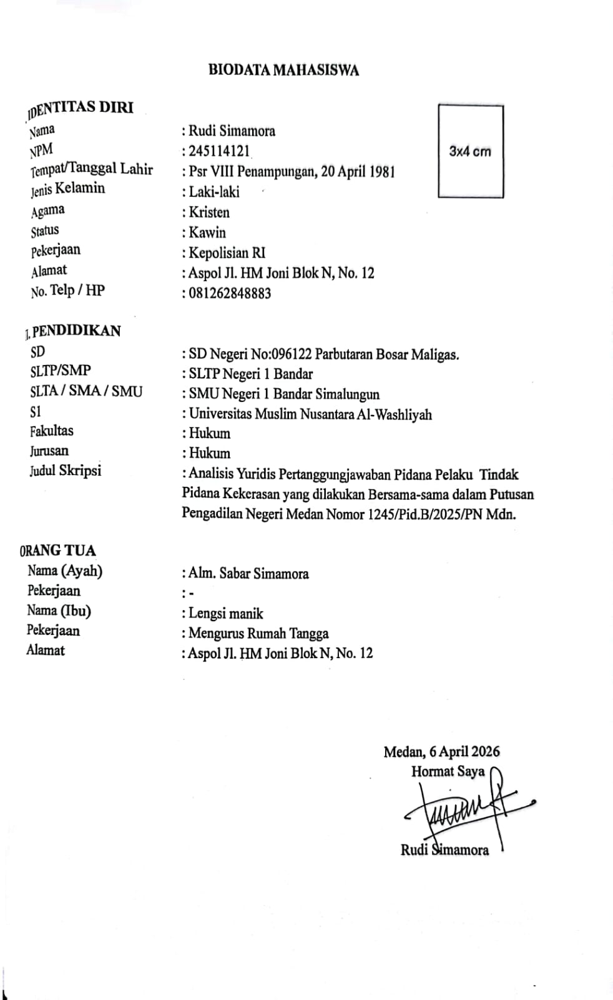 BIODATA MAHASISWA
IDENTITAS DIRI
3x4 cm
Nama : Rudi Simamora
NPM : 245114121
Tempat/Tanggal Lahir : Psr VIII Penampungan, 20 April 1981
Jenis Kelamin : Laki-laki
Agama : Kristen
Status : Kawin
Pekerjaan : Kepolisian RI
Alamat : Aspol Jl. HM Joni Blok N, No. 12
No. Telp / HP : 081262848883
PENDIDIKAN
SD : SD Negeri No:096122 Parbutaran Bosar Maligas.
SLTP/SMP : SLTP Negeri 1 Bandar
SLTA / SMA / SMU : SMU Negeri 1 Bandar Simalungun
S1 : Universitas Muslim Nusantara Al-Washliyah
Fakultas : Hukum
Jurusan : Hukum
Judul Skripsi : Analisis Yuridis Pertanggungjawaban Pidana Pelaku Tindak
Pidana Kekerasan yang dilakukan Bersama-sama dalam Putusan
Pengadilan Negeri Medan Nomor 1245/Pid.B/2025/PN Mdn.
ORANG TUA
Nama (Ayah) : Alm. Sabar Simamora
Pekerjaan : -
Nama (Ibu) : Lengsi manik
Pekerjaan : Mengurus Rumah Tangga
Alamat : Aspol Jl. HM Joni Blok N, No. 12
Medan, 6 April 2026
Hormat Saya
Rudi Simamora